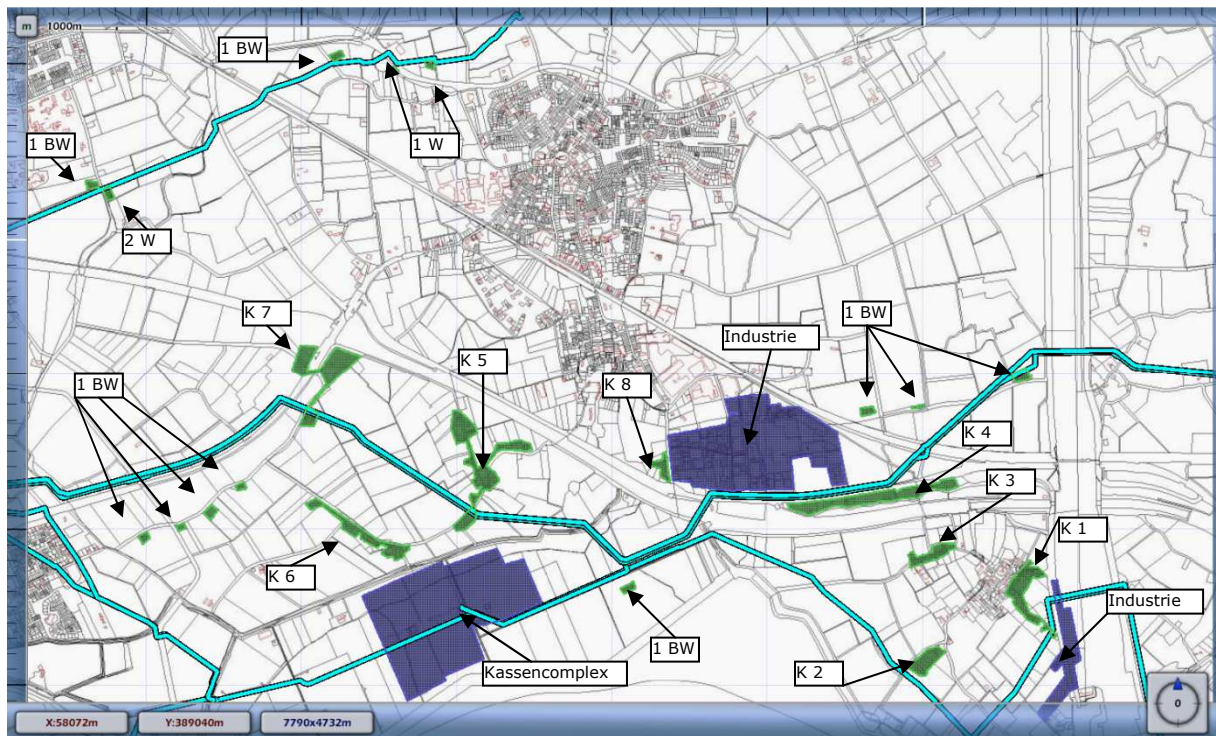 m 1000m
1 BW
1 BW
1 W
2 W
K 7
1 BW
Industrie
K 5
K 8
1 BW
K 4
K 3
K 1
K 6
Industrie
1 BW
K 2
Kassencomplex
0
X:58072m Y:389040m 7790x4732m